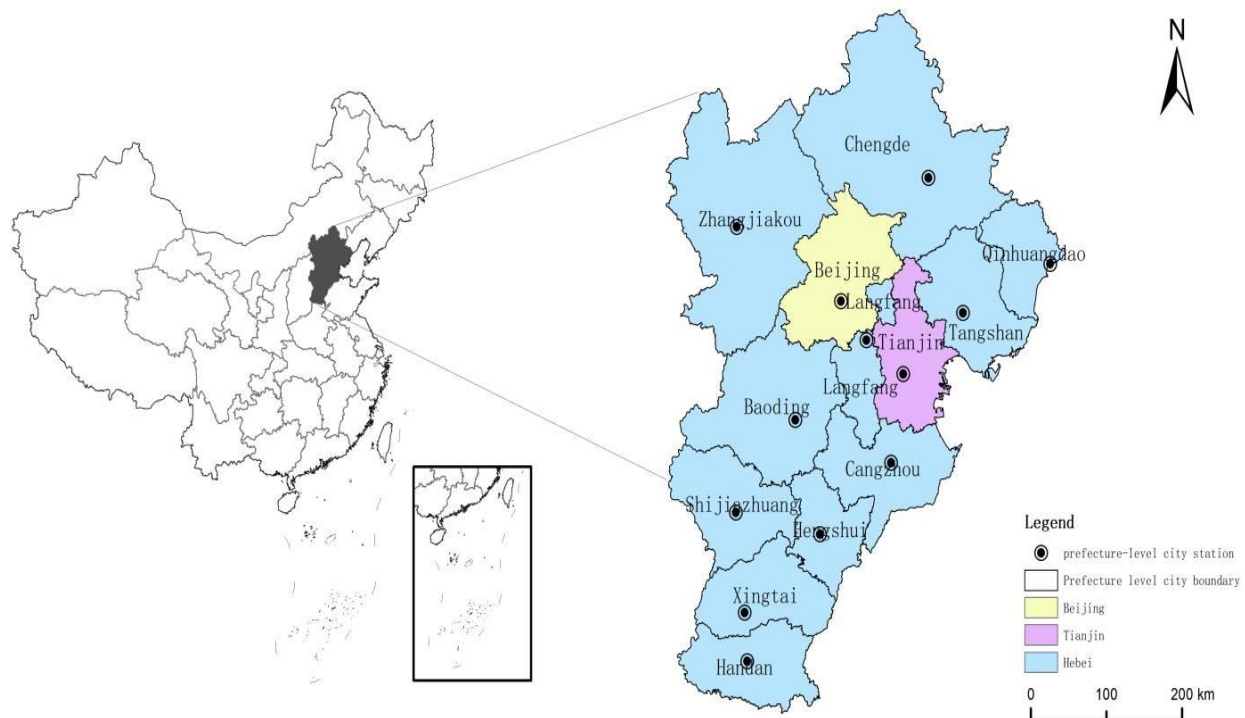 N
Chengde
Zhangjiakou
Qinhuangdao
Beijing
Langfang
Tangshan
Tianjin
Langfang
Baoding
Cangzhou
Shijiazhuang
Hengshui
Xingtai
Handan
Legend
prefecture-level city station
Prefecture level city boundary
Beijing
Tianjin
Hebei
0 100 200 km